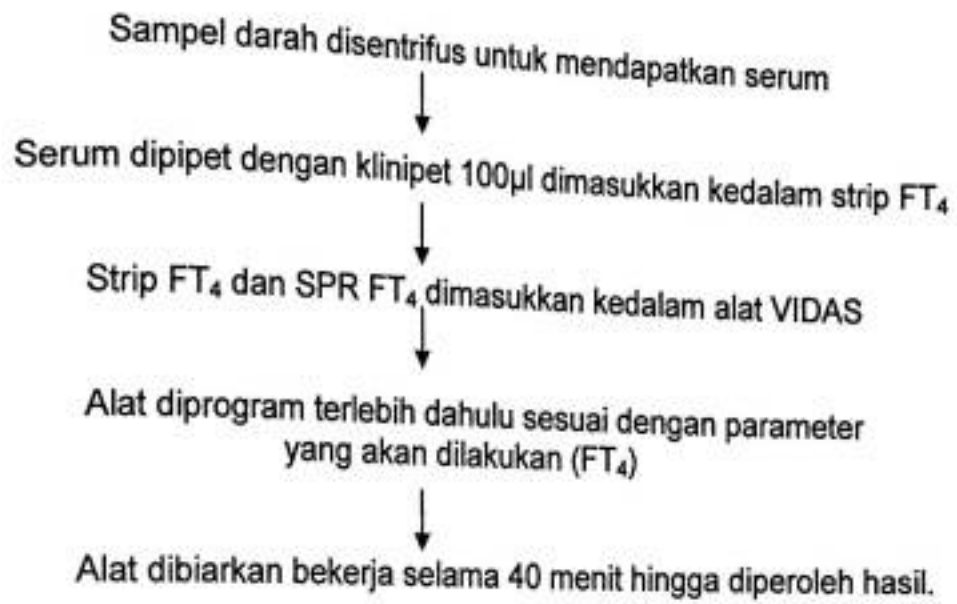 Sampel darah disentrifus untuk mendapatkan serum
Serum dipipet dengan klinipet 100µl dimasukkan kedalam strip FT₄
Strip FT₄ dan SPR FT₄ dimasukkan kedalam alat VIDAS
Alat diprogram terlebih dahulu sesuai dengan parameter
yang akan dilakukan (FT₄)
Alat dibiarkan bekerja selama 40 menit hingga diperoleh hasil.